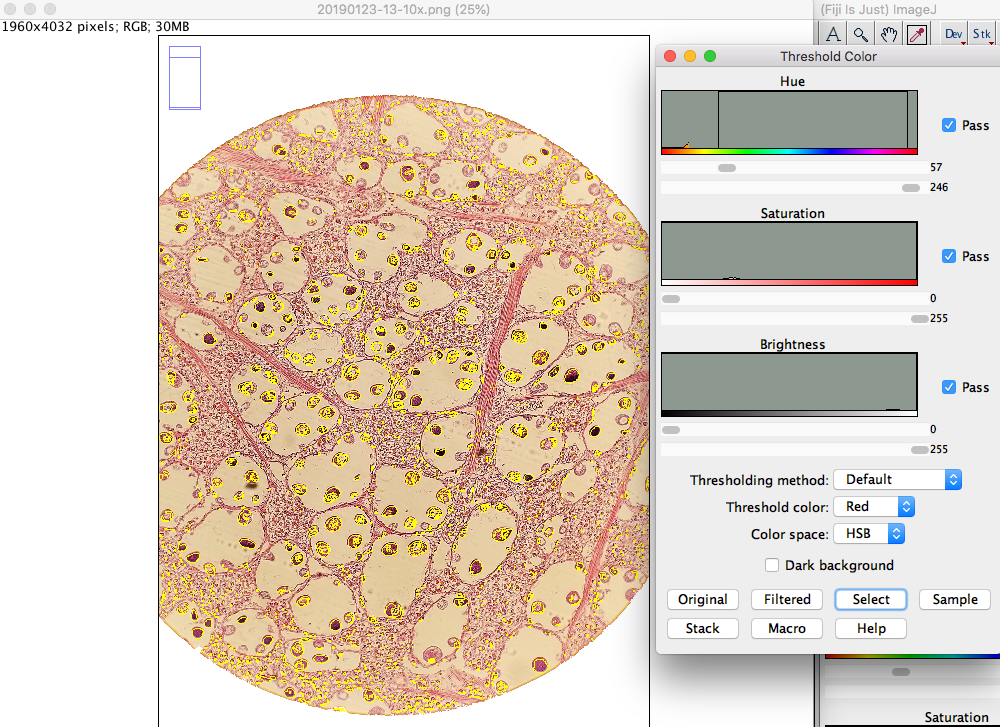 20190123-13-10x.png (25%)
(Fiji Is Just) ImageJ
1960x4032 pixels; RGB; 30MB
A
Dev
Stk
Threshold Color
Hue
Pass
57
246
Saturation
Pass
0
255
Brightness
Pass
0
255
Thresholding method: Default
Threshold color: Red
Color space: HSB
Dark background
Original Filtered Select Sample
Stack Macro Help
Saturation